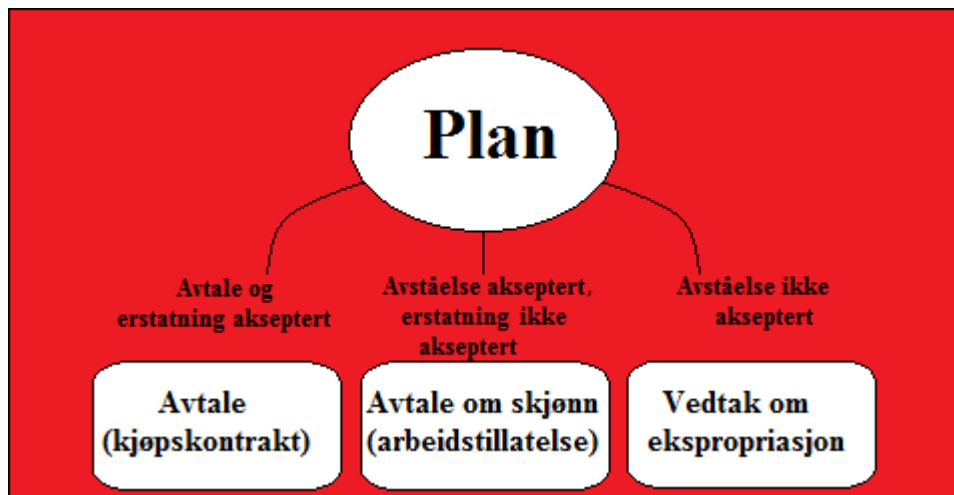 Plan
Avtale og
erstatning akseptert
Avståelse akseptert,
erstatning ikke
akseptert
Avståelse ikke
akseptert
Avtale
(kjøpskontrakt)
Avtale om skjønn
(arbeidstillatelse)
Vedtak om
ekspropriasjon